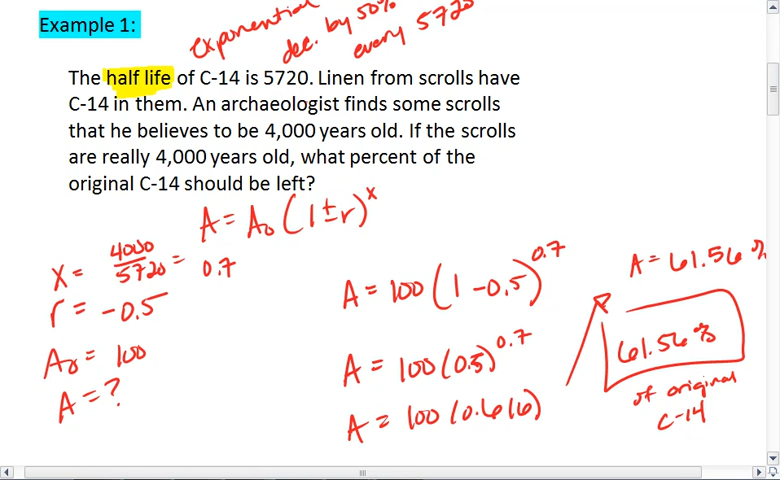 Example 1:
exponential
dec. by 50%
every 5720
The half life of C-14 is 5720. Linen from scrolls have
C-14 in them. An archaeologist finds some scrolls
that he believes to be 4,000 years old. If the scrolls
are really 4,000 years old, what percent of the
original C-14 should be left?
A = A₀ (1 ± r)^x
x = 4000/5720 = 0.7
r = -0.5
A₀ = 100
A = ?
A = 100 (1 - 0.5)^0.7
A = 100 (0.5)^0.7
A = 100 (0.616)
A = 61.56 %
61.56 %
of original
C-14